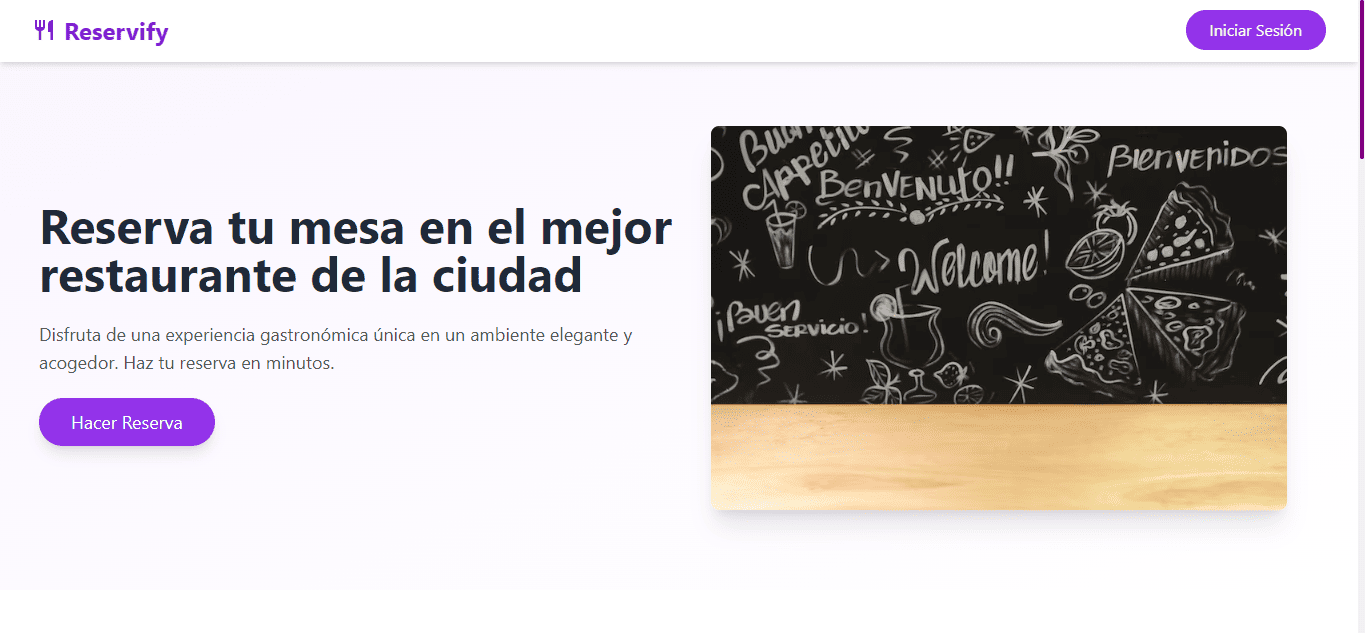 Reservify
Iniciar Sesión
Reserva tu mesa en el mejor
restaurante de la ciudad
Disfruta de una experiencia gastronómica única en un ambiente elegante y
acogedor. Haz tu reserva en minutos.
Hacer Reserva
Buon
Appetito
BenVENUto!!
BIenvenIDOS
Welcome!
¡Buen
SERVICIO!